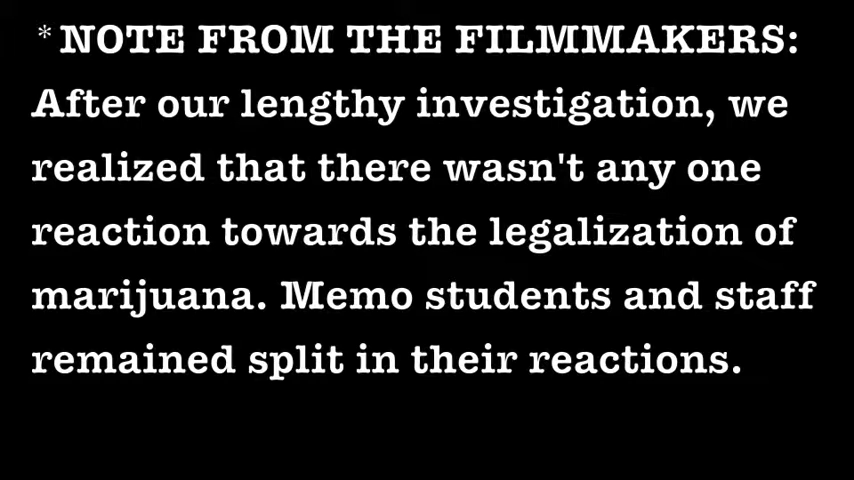 *NOTE FROM THE FILMMAKERS:
After our lengthy investigation, we
realized that there wasn't any one
reaction towards the legalization of
marijuana. Memo students and staff
remained split in their reactions.